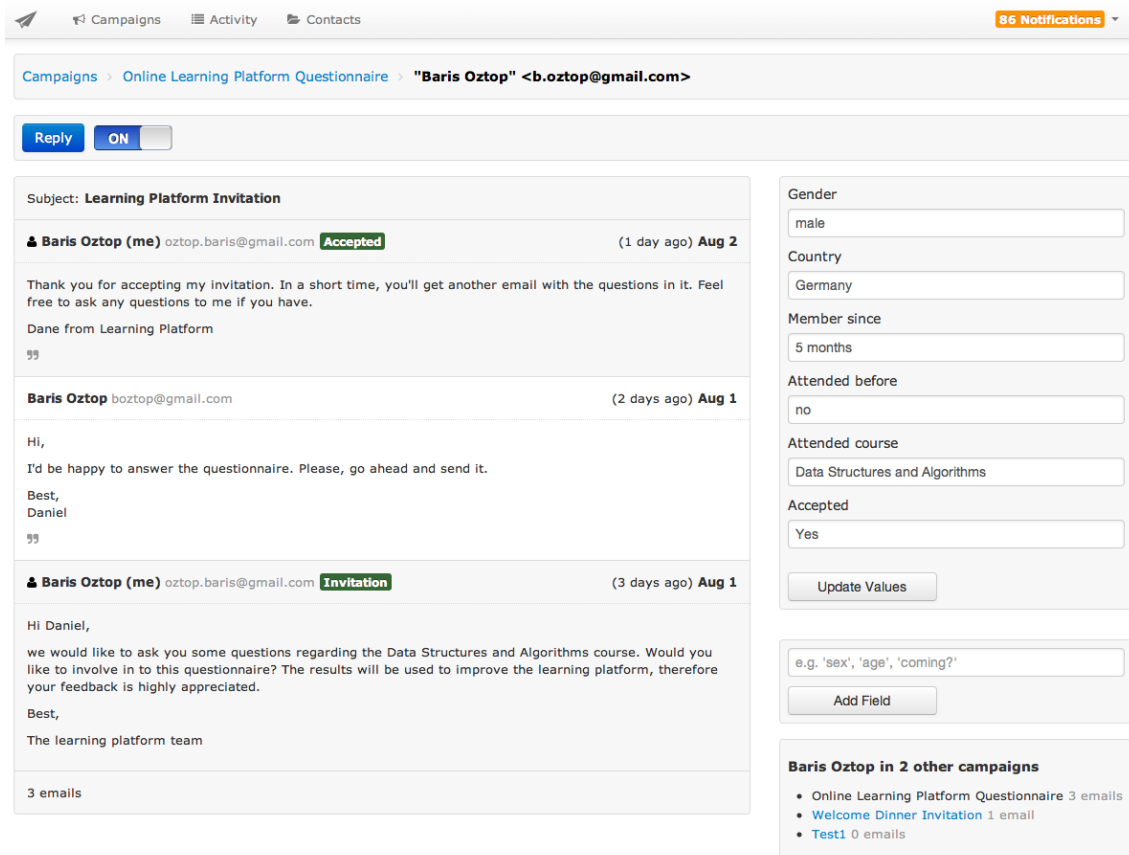 Campaigns Activity Contacts 86 Notifications
Campaigns › Online Learning Platform Questionnaire › "Baris Oztop" <b.oztop@gmail.com>
Reply ON
Subject: Learning Platform Invitation
Baris Oztop (me) oztop.baris@gmail.com Accepted (1 day ago) Aug 2
Thank you for accepting my invitation. In a short time, you'll get another email with the questions in it. Feel
free to ask any questions to me if you have.
Dane from Learning Platform
Baris Oztop boztop@gmail.com (2 days ago) Aug 1
Hi,
I'd be happy to answer the questionnaire. Please, go ahead and send it.
Best,
Daniel
Baris Oztop (me) oztop.baris@gmail.com Invitation (3 days ago) Aug 1
Hi Daniel,
we would like to ask you some questions regarding the Data Structures and Algorithms course. Would you
like to involve in to this questionnaire? The results will be used to improve the learning platform, therefore
your feedback is highly appreciated.
Best,
The learning platform team
3 emails
Gender
male
Country
Germany
Member since
5 months
Attended before
no
Attended course
Data Structures and Algorithms
Accepted
Yes
Update Values
e.g. 'sex', 'age', 'coming?'
Add Field
Baris Oztop in 2 other campaigns
• Online Learning Platform Questionnaire 3 emails
• Welcome Dinner Invitation 1 email
• Test1 0 emails